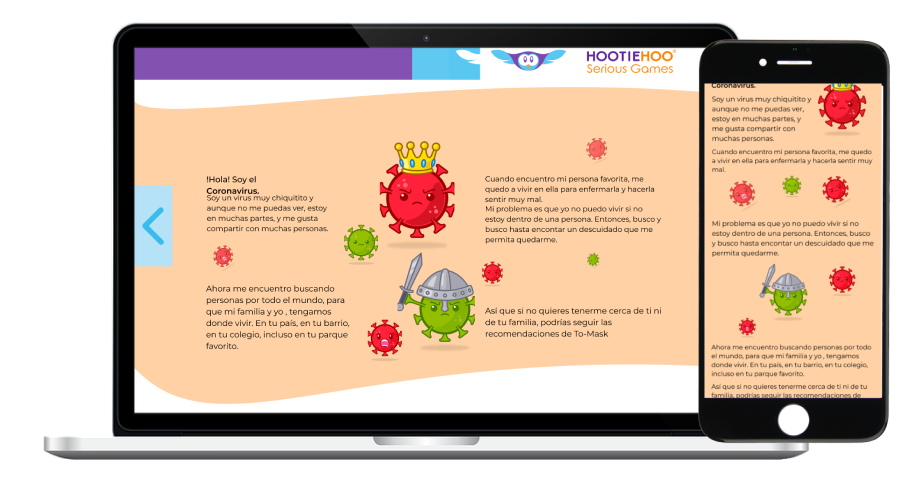 HOOTIEHOO®
Serious Games
!Hola! Soy el
Coronavirus.
Soy un virus muy chiquitito y
aunque no me puedas ver, estoy
en muchas partes, y me gusta
compartir con muchas personas.
Ahora me encuentro buscando
personas por todo el mundo, para
que mi familia y yo , tengamos
donde vivir. En tu país, en tu barrio,
en tu colegio, incluso en tu parque
favorito.
Cuando encuentro mi persona favorita, me
quedo a vivir en ella para enfermarla y hacerla
sentir muy mal.
Mi problema es que yo no puedo vivir si no
estoy dentro de una persona. Entonces, busco y
busco hasta encontar un descuidado que me
permita quedarme.
Así que si no quieres tenerme cerca de ti ni
de tu familia, podrías seguir las
recomendaciones de To-Mask
Coronavirus.
Soy un virus muy chiquitito y
aunque no me puedas ver,
estoy en muchas partes, y
me gusta compartir con
muchas personas.
Cuando encuentro mi persona favorita, me quedo
a vivir en ella para enfermarla y hacerla sentir muy
mal.
Mi problema es que yo no puedo vivir si no
estoy dentro de una persona. Entonces, busco
y busco hasta encontar un descuidado que me
permita quedarme.
Ahora me encuentro buscando personas por todo
el mundo, para que mi familia y yo , tengamos
donde vivir. En tu país, en tu barrio, en tu colegio,
incluso en tu parque favorito.
Así que si no quieres tenerme cerca de ti ni de tu
familia, podrías seguir las recomendaciones de